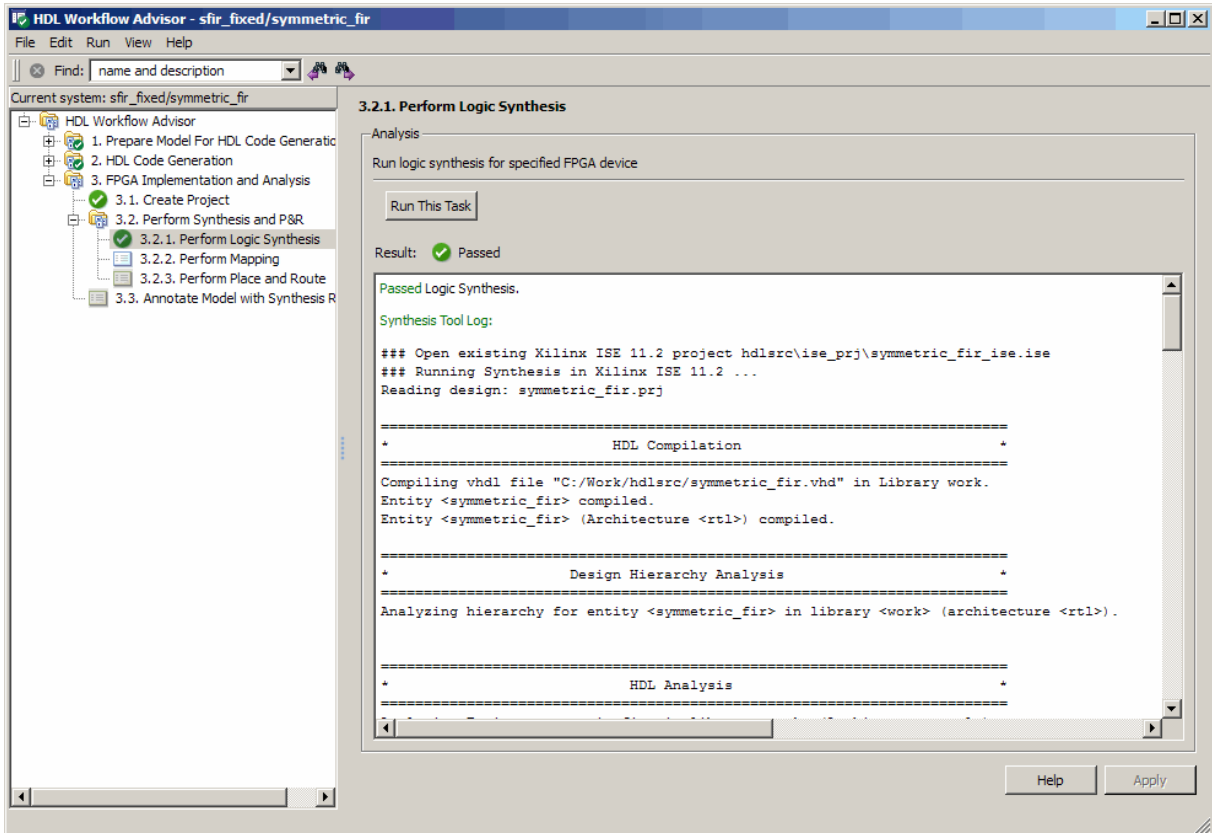 HDL Workflow Advisor - sfir_fixed/symmetric_fir
File Edit Run View Help
Find: name and description
Current system: sfir_fixed/symmetric_fir
HDL Workflow Advisor
1. Prepare Model For HDL Code Generatic
2. HDL Code Generation
3. FPGA Implementation and Analysis
3.1. Create Project
3.2. Perform Synthesis and P&R
3.2.1. Perform Logic Synthesis
3.2.2. Perform Mapping
3.2.3. Perform Place and Route
3.3. Annotate Model with Synthesis R
3.2.1. Perform Logic Synthesis
Analysis
Run logic synthesis for specified FPGA device
Run This Task
Result: Passed
Passed Logic Synthesis.
Synthesis Tool Log:
### Open existing Xilinx ISE 11.2 project hdlsrc\ise_prj\symmetric_fir_ise.ise
### Running Synthesis in Xilinx ISE 11.2 ...
Reading design: symmetric_fir.prj
=========================================================================
* HDL Compilation *
=========================================================================
Compiling vhdl file "C:/Work/hdlsrc/symmetric_fir.vhd" in Library work.
Entity <symmetric_fir> compiled.
Entity <symmetric_fir> (Architecture <rtl>) compiled.
=========================================================================
* Design Hierarchy Analysis *
=========================================================================
Analyzing hierarchy for entity <symmetric_fir> in library <work> (architecture <rtl>).
=========================================================================
* HDL Analysis *
=========================================================================
Help Apply